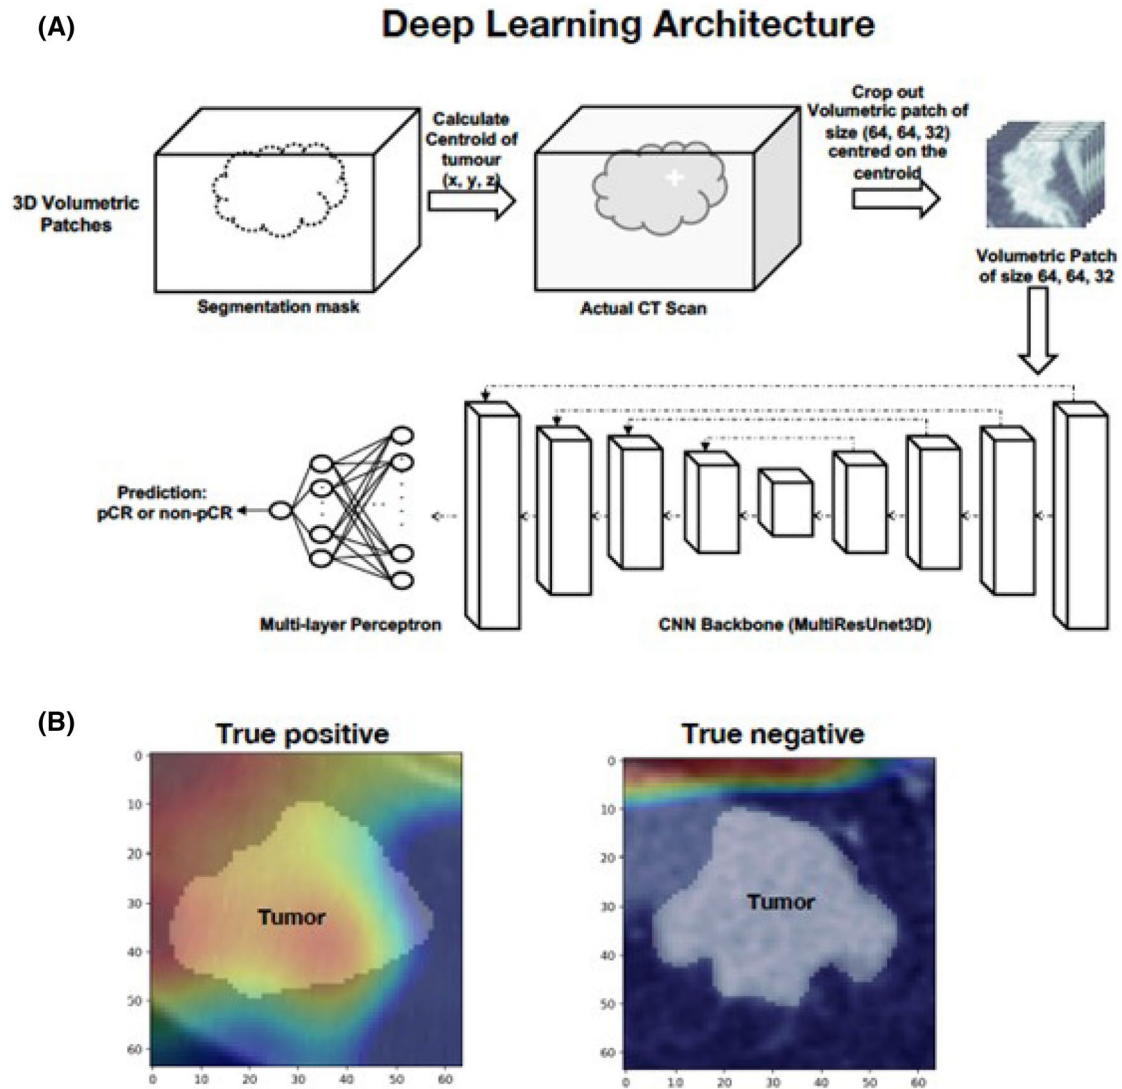 (A)
Deep Learning Architecture
3D Volumetric
Patches
Calculate
Centroid of
tumour
(x, y, z)
Crop out
Volumetric patch of
size (64, 64, 32)
centred on the
centroid
Segmentation mask
Actual CT Scan
Volumetric Patch
of size 64, 64, 32
Prediction:
pCR or non-pCR
Multi-layer Perceptron
CNN Backbone (MultiResUnet3D)
(B)
True positive
0
10
20
30
40
50
60
Tumor
0 10 20 30 40 50 60
True negative
0
10
20
30
40
50
60
Tumor
0 10 20 30 40 50 60